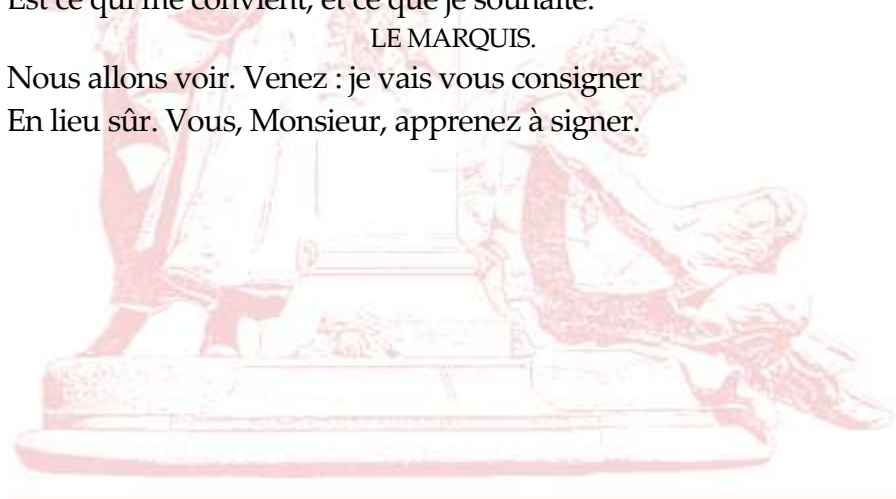 Est ce qui me convient, et ce que je souhaite.
LE MARQUIS.
Nous allons voir. Venez : je vais vous consigner
En lieu sûr. Vous, Monsieur, apprenez à signer.